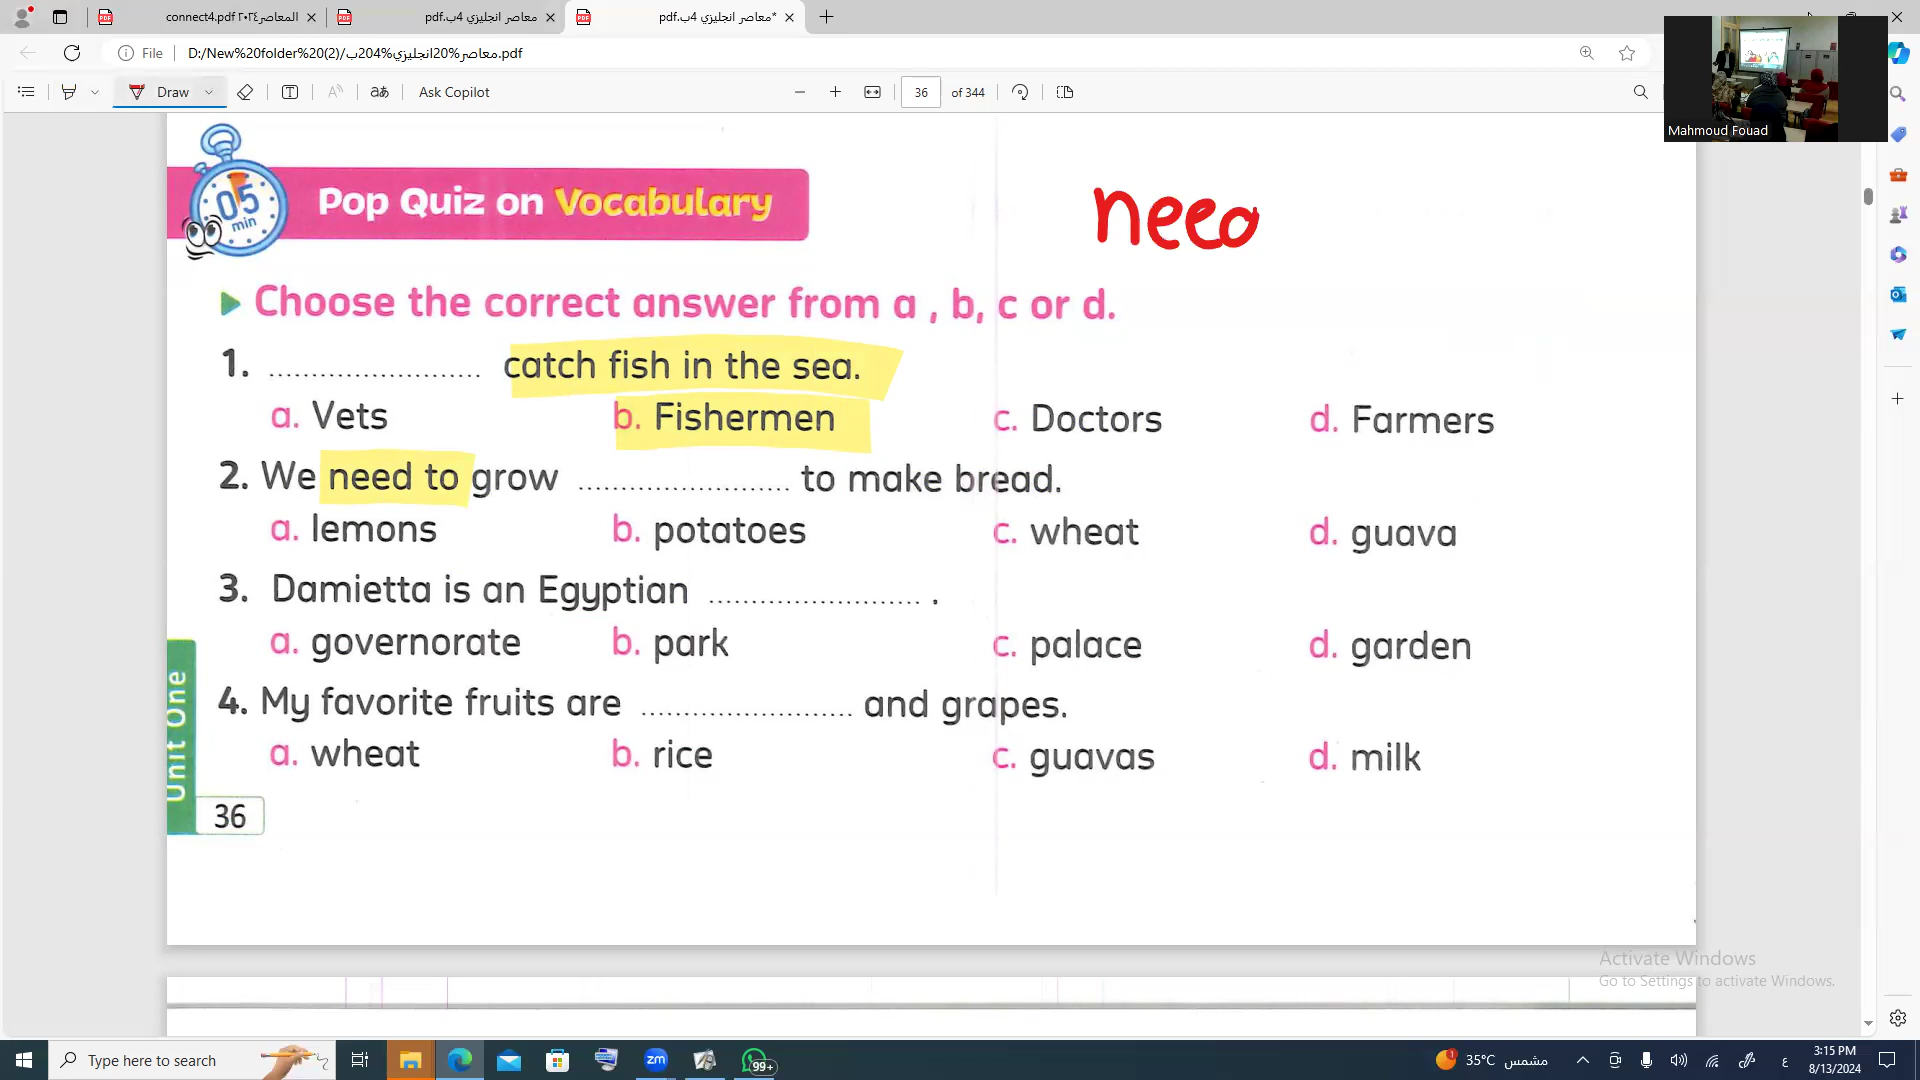 connect4.pdf المعاصر٢٠٢٤
معاصر انجليزي 4ب.pdf
*معاصر انجليزي 4ب.pdf
File
D:/New%20folder%20(2)/معاصر%20انجليزي%204ب.pdf
Draw
Ask Copilot
36
of 344
Mahmoud Fouad
05
min
Pop Quiz on Vocabulary
need
Choose the correct answer from a , b, c or d.
1. ........................ catch fish in the sea.
a. Vets b. Fishermen c. Doctors d. Farmers
2. We need to grow ........................ to make bread.
a. lemons b. potatoes c. wheat d. guava
3. Damietta is an Egyptian ........................ .
a. governorate b. park c. palace d. garden
4. My favorite fruits are ........................ and grapes.
a. wheat b. rice c. guavas d. milk
Unit One
36
Activate Windows
Go to Settings to activate Windows.
Type here to search
zm
99+
1
35°C مشمس
ع
3:15 PM
8/13/2024